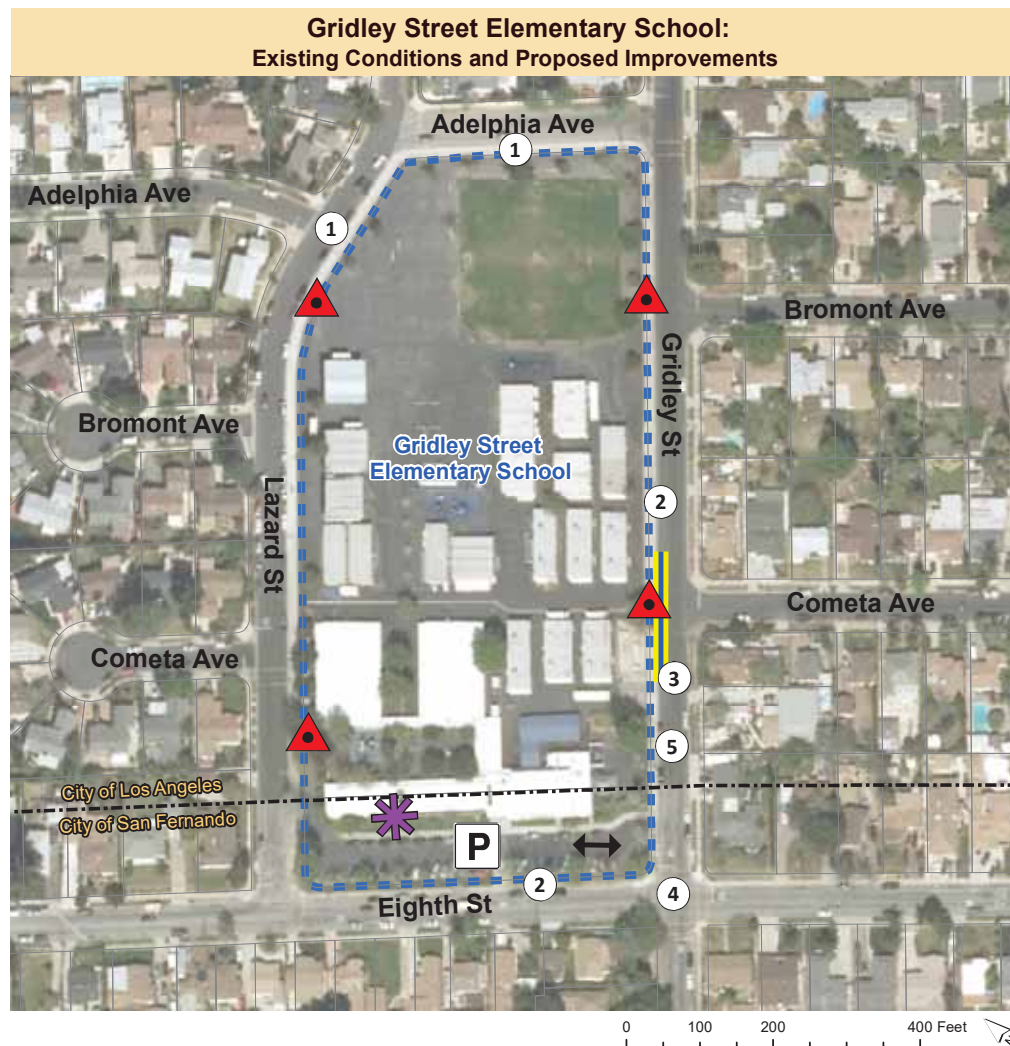 Gridley Street Elementary School:
Existing Conditions and Proposed Improvements
Adelphia Ave
1
Adelphia Ave
1
Bromont Ave
Gridley St
Bromont Ave
Gridley Street
Elementary School
Lazard St
2
Cometa Ave
Cometa Ave
3
5
City of Los Angeles
City of San Fernando
P
2
4
Eighth St
0 100 200 400 Feet